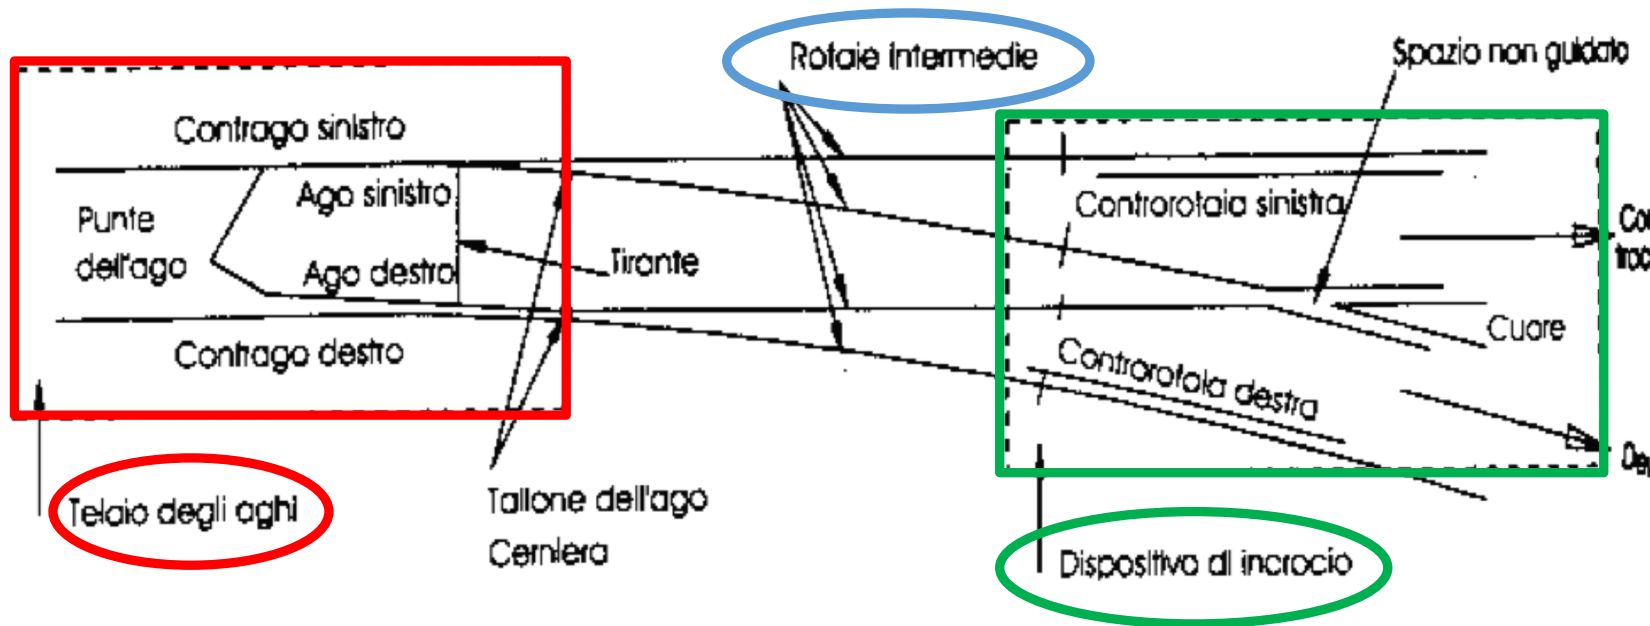 Rotaie intermedie
Spazio non guidato
Contrago sinistro
Ago sinistro
Punte
dell'ago
Ago destro
Tirante
Contrago destro
Controrotaia sinistra
Cuore
Controrotaia destra
Telaio degli aghi
Tallone dell'ago
Cerniera
Dispositivo di incrocio